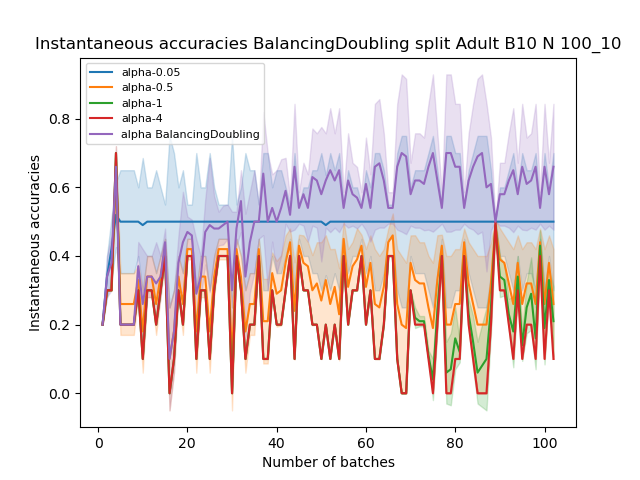 Instantaneous accuracies BalancingDoubling split Adult B10 N 100_10
alpha-0.05
alpha-0.5
alpha-1
alpha-4
alpha BalancingDoubling
Instantaneous accuracies
0.8
0.6
0.4
0.2
0.0
0 20 40 60 80 100
Number of batches